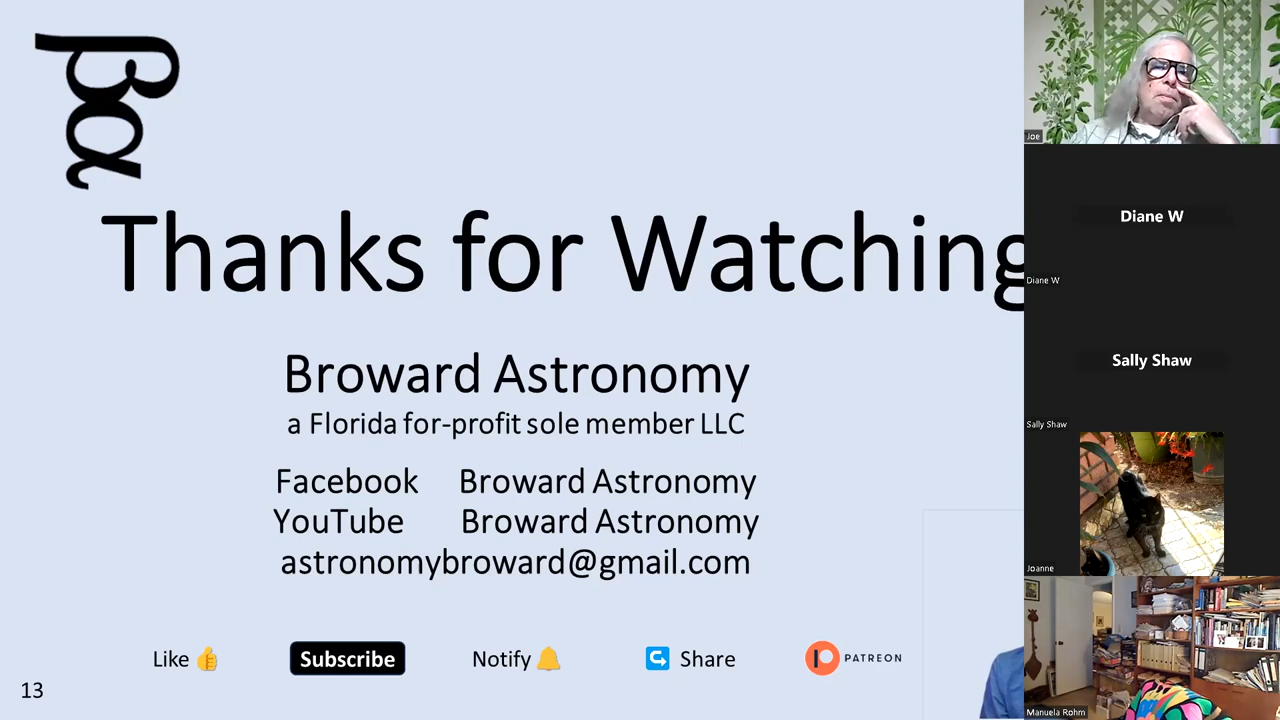 βα
Thanks for Watching
Broward Astronomy
a Florida for-profit sole member LLC
Facebook Broward Astronomy
YouTube Broward Astronomy
astronomybroward@gmail.com
Like 👍 Subscribe Notify 🔔 Share PATREON
13
Joe
Diane W
Diane W
Sally Shaw
Sally Shaw
Joanne
Manuela Rohm